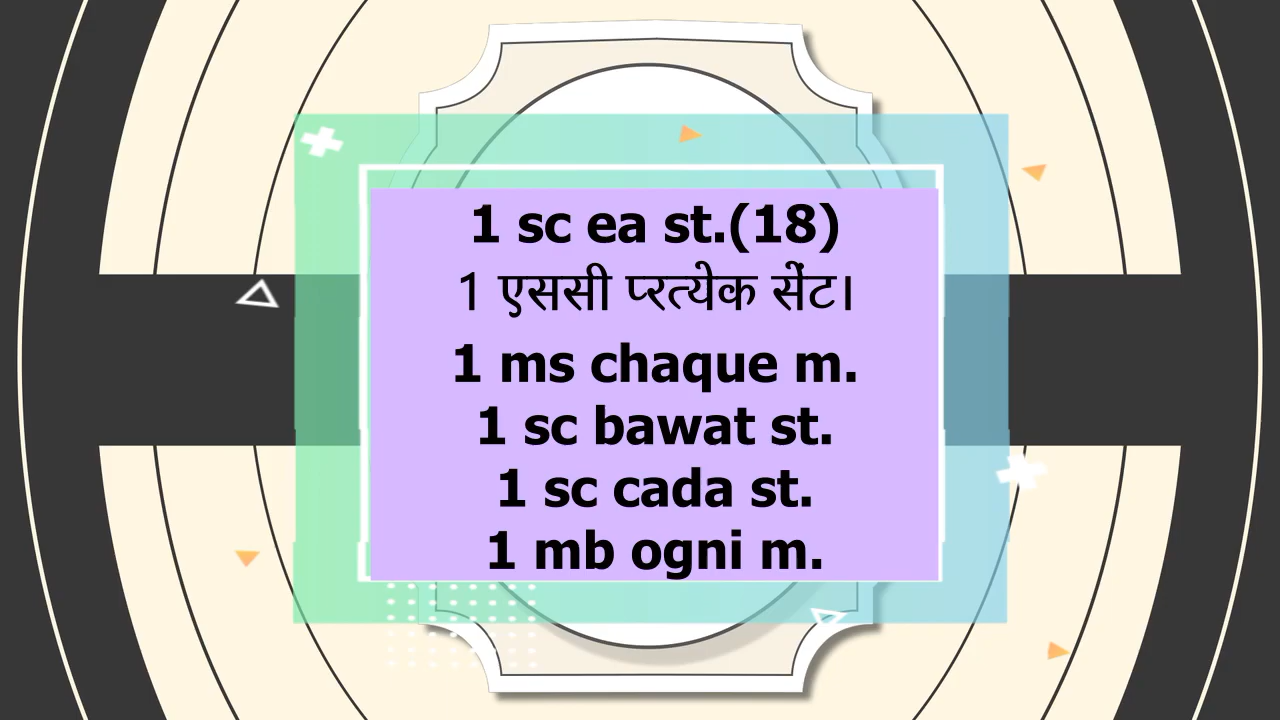 1 sc ea st.(18)
1 एससी प्रत्येक सेंट।
1 ms chaque m.
1 sc bawat st.
1 sc cada st.
1 mb ogni m.